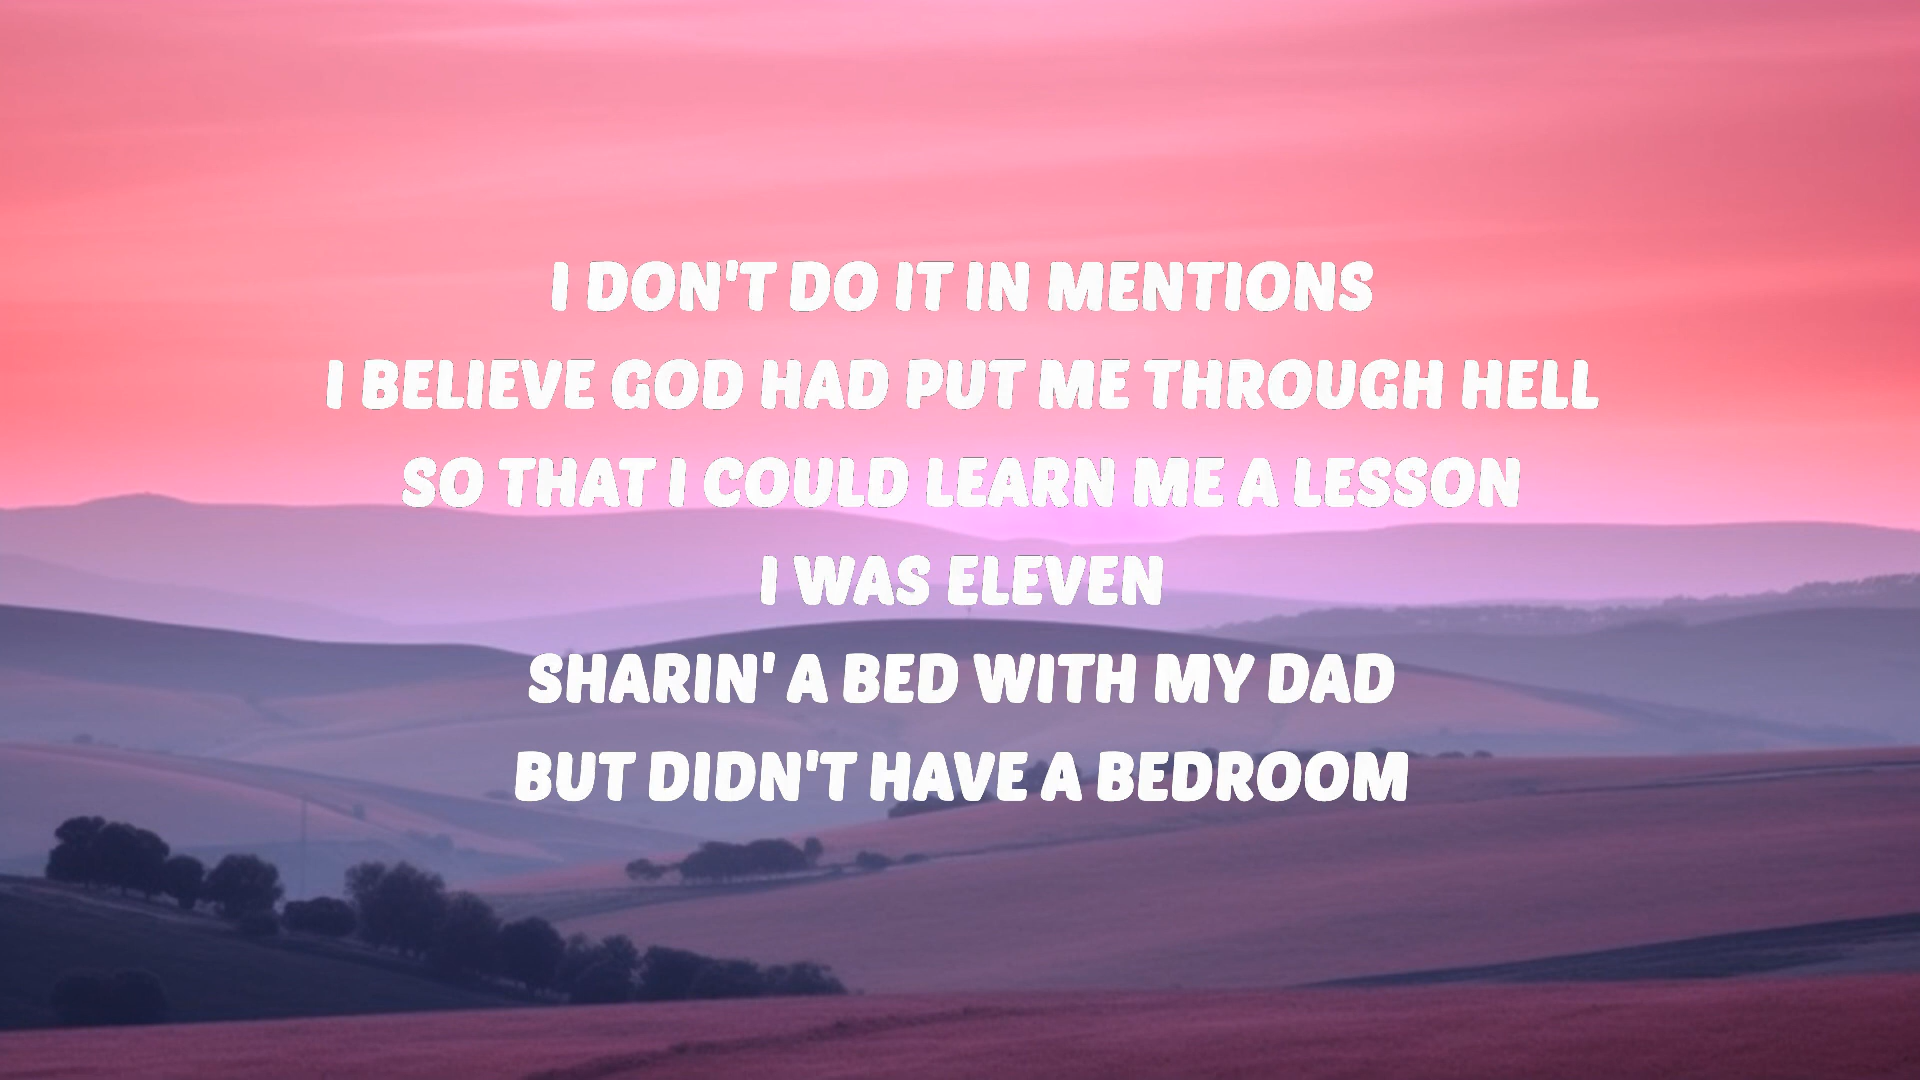 I DON'T DO IT IN MENTIONS
I BELIEVE GOD HAD PUT ME THROUGH HELL
SO THAT I COULD LEARN ME A LESSON
I WAS ELEVEN
SHARIN' A BED WITH MY DAD
BUT DIDN'T HAVE A BEDROOM